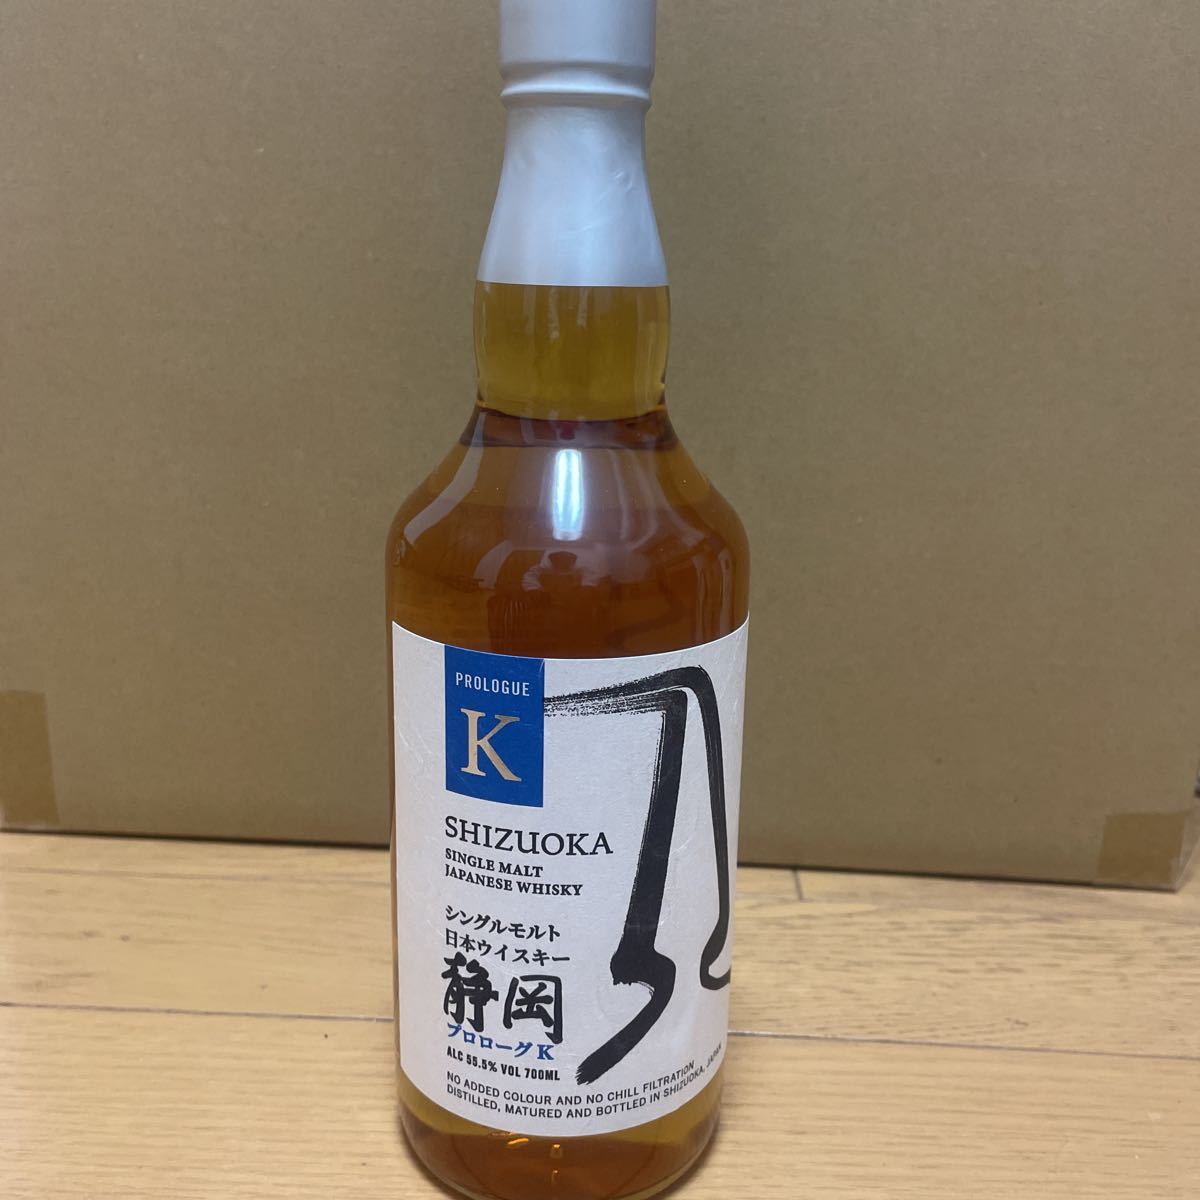 PROLOGUE
K
SHIZUOKA
SINGLE MALT
JAPANESE WHISKY
シングルモルト
日本ウイスキー
静岡
プロローグ K
ALC 55.5% VOL 700ML
NO ADDED COLOUR AND NO CHILL FILTRATION
DISTILLED, MATURED AND BOTTLED IN SHIZUOKA, JAPAN